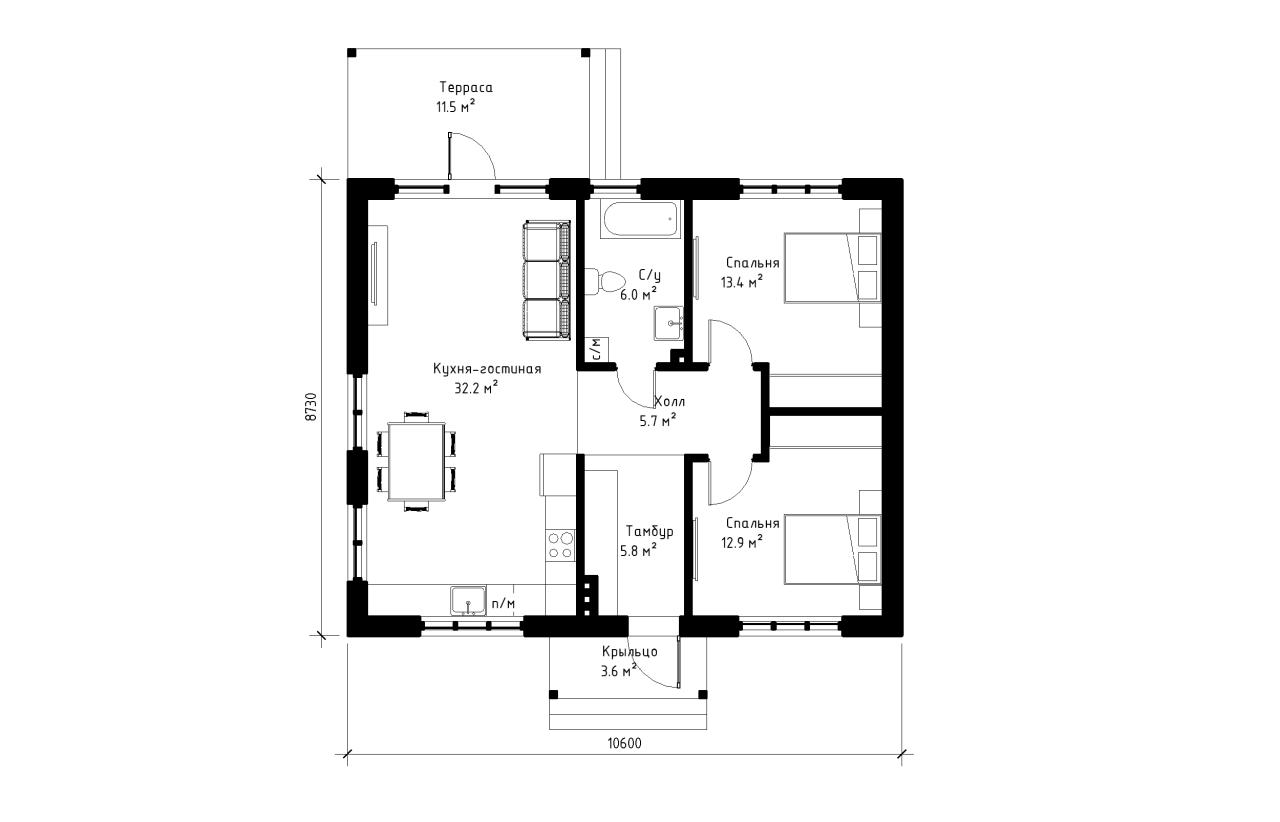 Терраса
11.5 м²
С/у
6.0 м²
Спальня
13.4 м²
с/м
Кухня-гостиная
32.2 м²
Холл
5.7 м²
8730
Тамбур
5.8 м²
Спальня
12.9 м²
п/м
Крыльцо
3.6 м²
10600